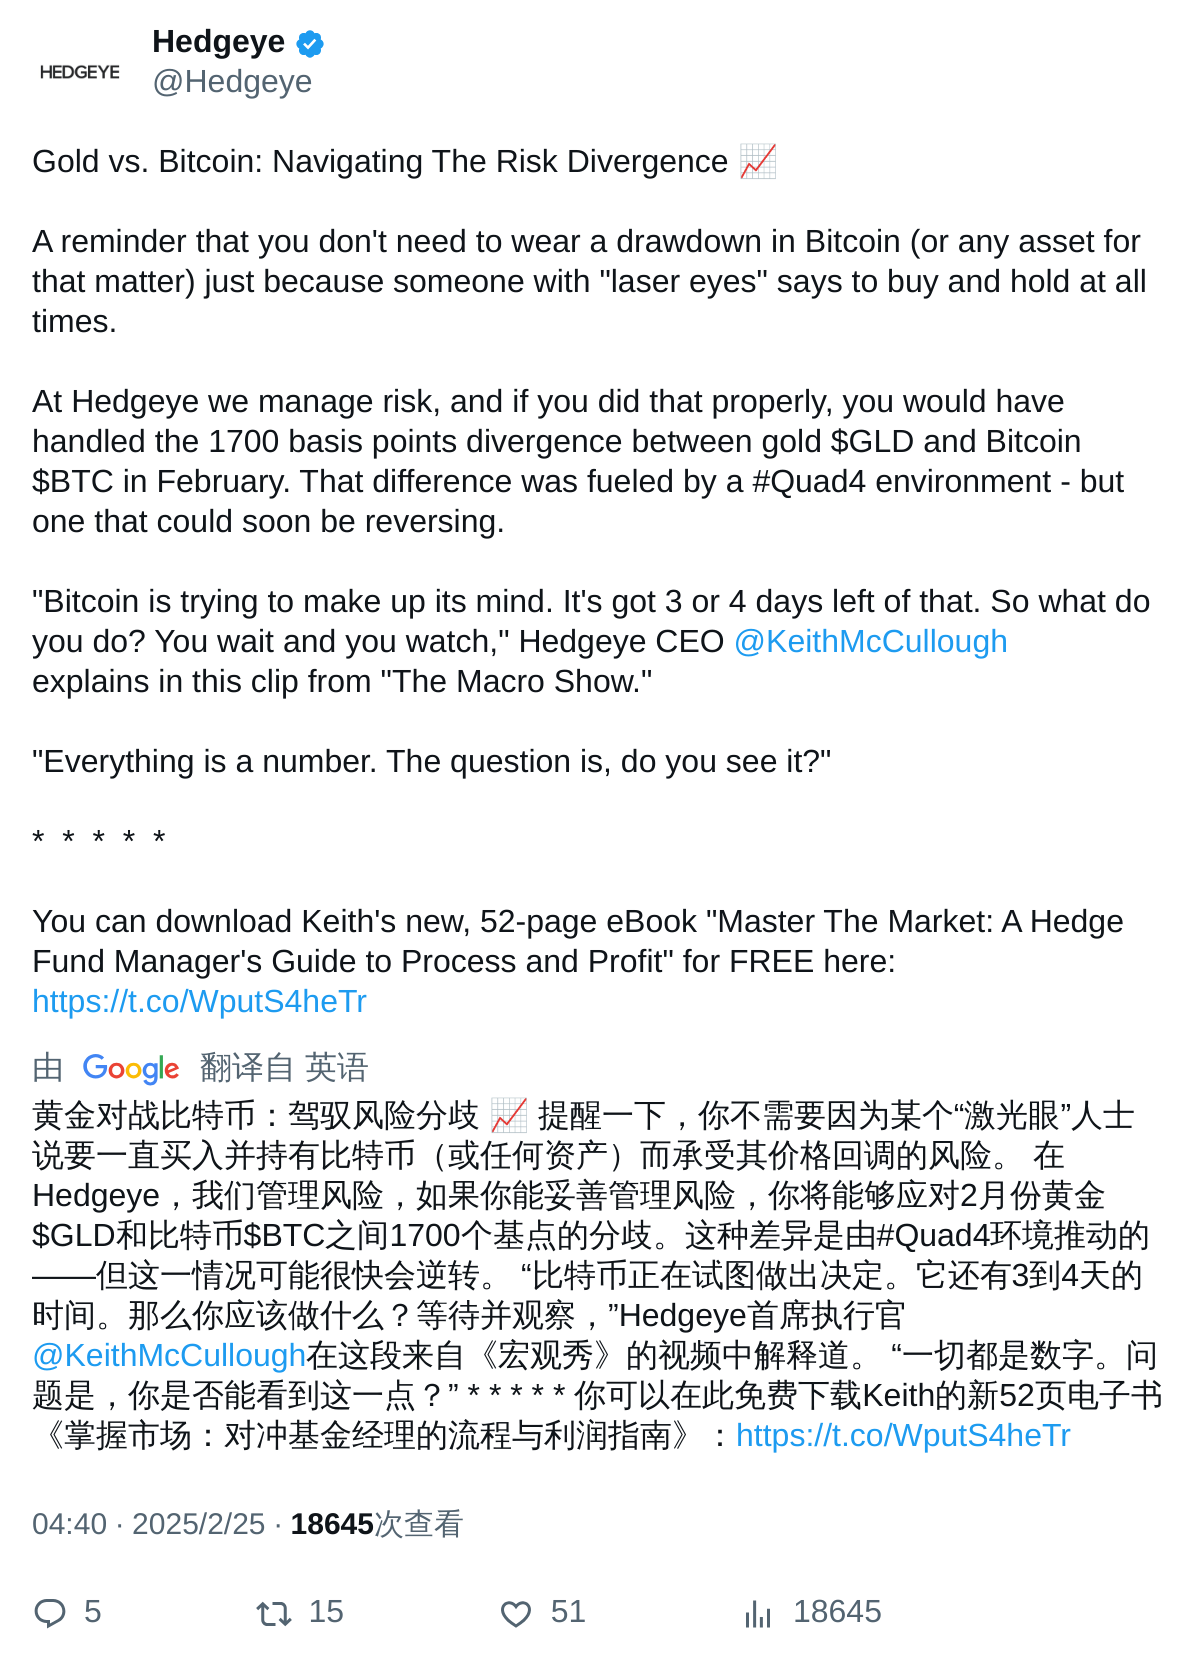 HEDGEYE
Hedgeye
@Hedgeye
Gold vs. Bitcoin: Navigating The Risk Divergence 📈
A reminder that you don't need to wear a drawdown in Bitcoin (or any asset for
that matter) just because someone with "laser eyes" says to buy and hold at all
times.
At Hedgeye we manage risk, and if you did that properly, you would have
handled the 1700 basis points divergence between gold $GLD and Bitcoin
$BTC in February. That difference was fueled by a #Quad4 environment - but
one that could soon be reversing.
"Bitcoin is trying to make up its mind. It's got 3 or 4 days left of that. So what do
you do? You wait and you watch," Hedgeye CEO @KeithMcCullough
explains in this clip from "The Macro Show."
"Everything is a number. The question is, do you see it?"
* * * * *
You can download Keith's new, 52-page eBook "Master The Market: A Hedge
Fund Manager's Guide to Process and Profit" for FREE here:
https://t.co/WputS4heTr
由 Google 翻译自 英语
黄金对战比特币：驾驭风险分歧 📈 提醒一下，你不需要因为某个“激光眼”人士
说要一直买入并持有比特币（或任何资产）而承受其价格回调的风险。 在
Hedgeye，我们管理风险，如果你能妥善管理风险，你将能够应对2月份黄金
$GLD和比特币$BTC之间1700个基点的分歧。这种差异是由#Quad4环境推动的
——但这一情况可能很快会逆转。 “比特币正在试图做出决定。它还有3到4天的
时间。那么你应该做什么？等待并观察，”Hedgeye首席执行官
@KeithMcCullough在这段来自《宏观秀》的视频中解释道。 “一切都是数字。问
题是，你是否能看到这一点？” * * * * * 你可以在此免费下载Keith的新52页电子书
《掌握市场：对冲基金经理的流程与利润指南》：https://t.co/WputS4heTr
04:40 · 2025/2/25 · 18645次查看
5 15 51 18645